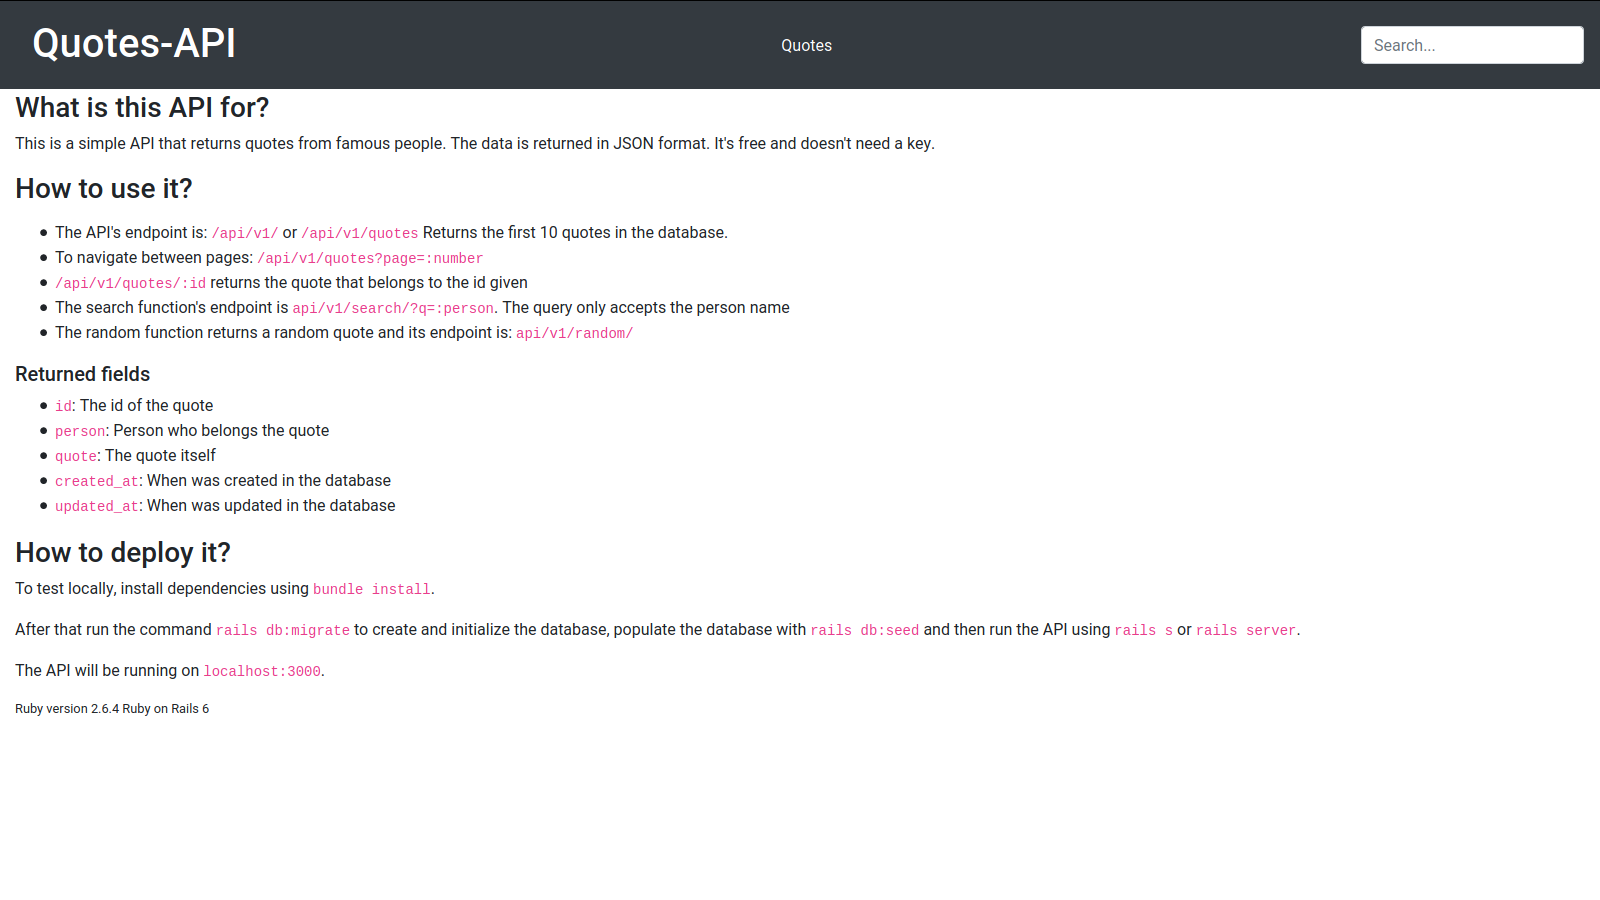 Quotes-API
Quotes
Search...
What is this API for?
This is a simple API that returns quotes from famous people. The data is returned in JSON format. It's free and doesn't need a key.
How to use it?
The API's endpoint is: /api/v1/ or /api/v1/quotes Returns the first 10 quotes in the database.
To navigate between pages: /api/v1/quotes?page=:number
/api/v1/quotes/:id returns the quote that belongs to the id given
The search function's endpoint is api/v1/search/?q=:person. The query only accepts the person name
The random function returns a random quote and its endpoint is: api/v1/random/
Returned fields
id: The id of the quote
person: Person who belongs the quote
quote: The quote itself
created_at: When was created in the database
updated_at: When was updated in the database
How to deploy it?
To test locally, install dependencies using bundle install.
After that run the command rails db:migrate to create and initialize the database, populate the database with rails db:seed and then run the API using rails s or rails server.
The API will be running on localhost:3000.
Ruby version 2.6.4 Ruby on Rails 6